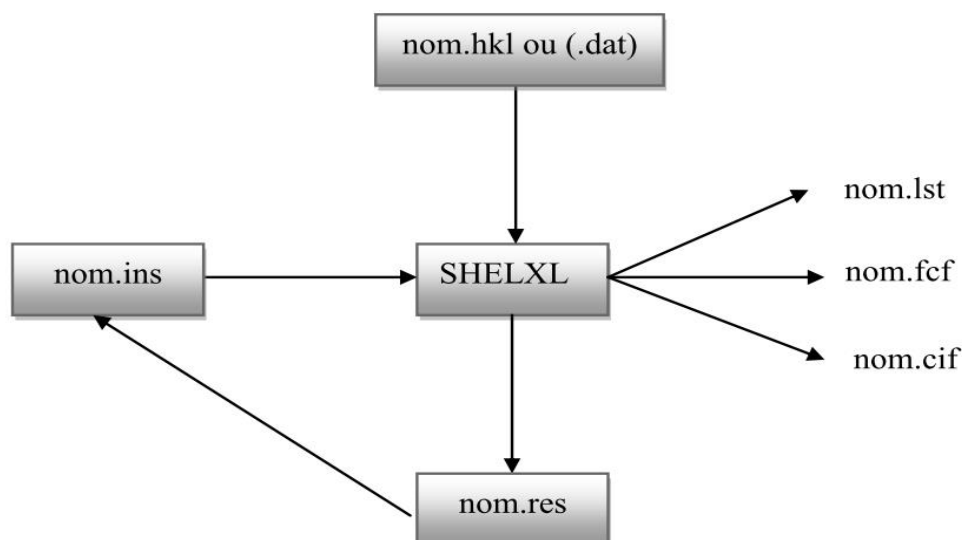 nom.hkl ou (.dat)
nom.lst
nom.ins
SHELXL
nom.fcf
nom.cif
nom.res